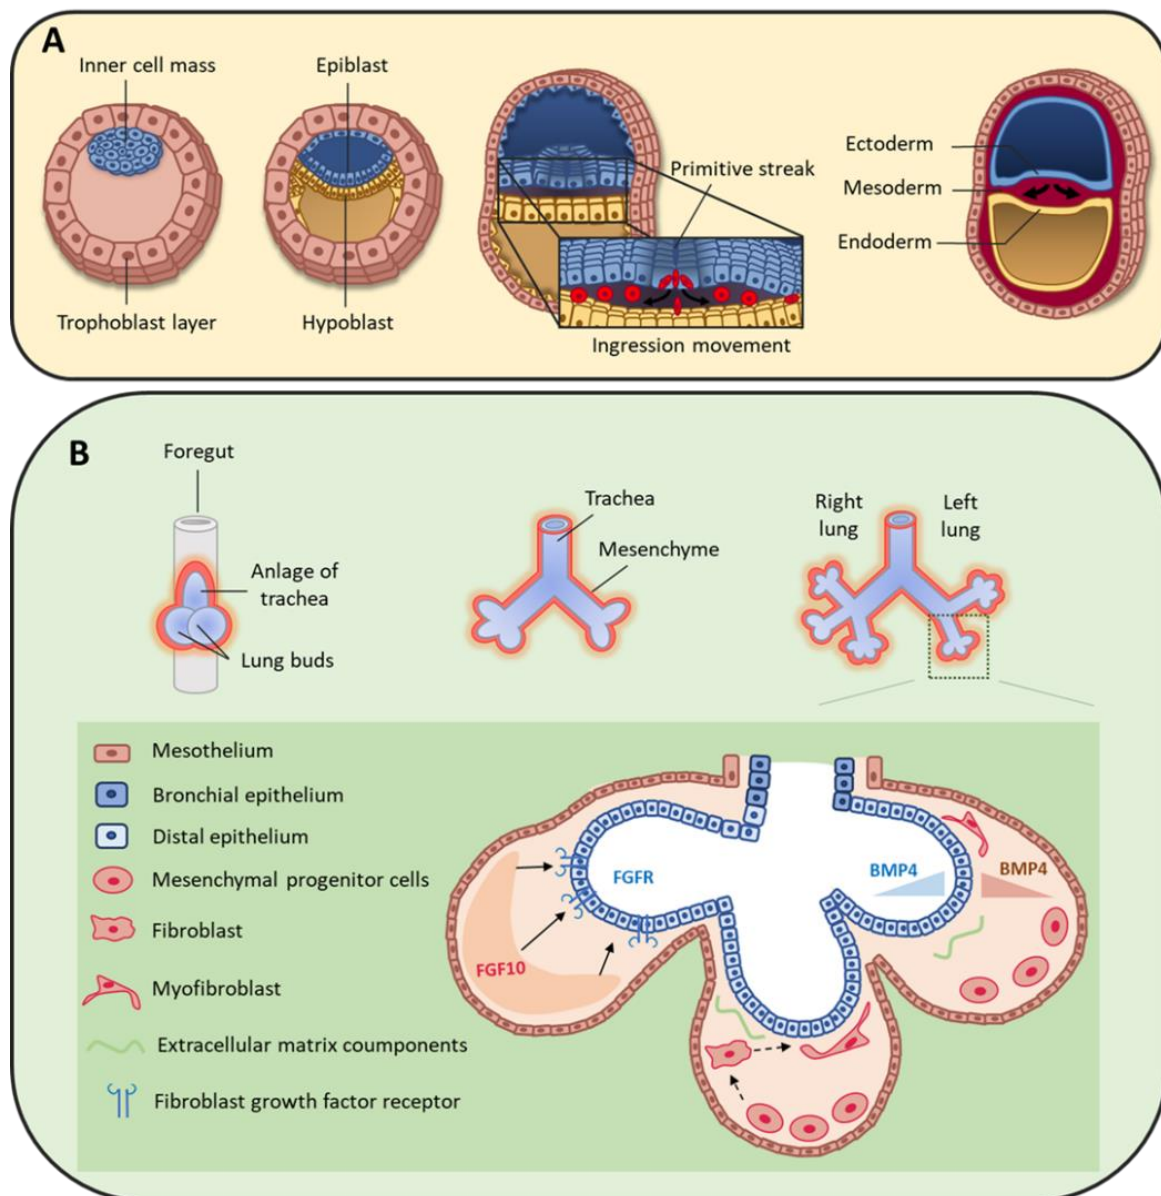 A
Inner cell mass
Epiblast
Trophoblast layer
Hypoblast
Primitive streak
Ingression movement
Ectoderm
Mesoderm
Endoderm
B
Foregut
Anlage of
trachea
Lung buds
Trachea
Mesenchyme
Right
lung
Left
lung
Mesothelium
Bronchial epithelium
Distal epithelium
Mesenchymal progenitor cells
Fibroblast
Myofibroblast
Extracellular matrix coumponents
Fibroblast growth factor receptor
FGFR
FGF10
BMP4
BMP4